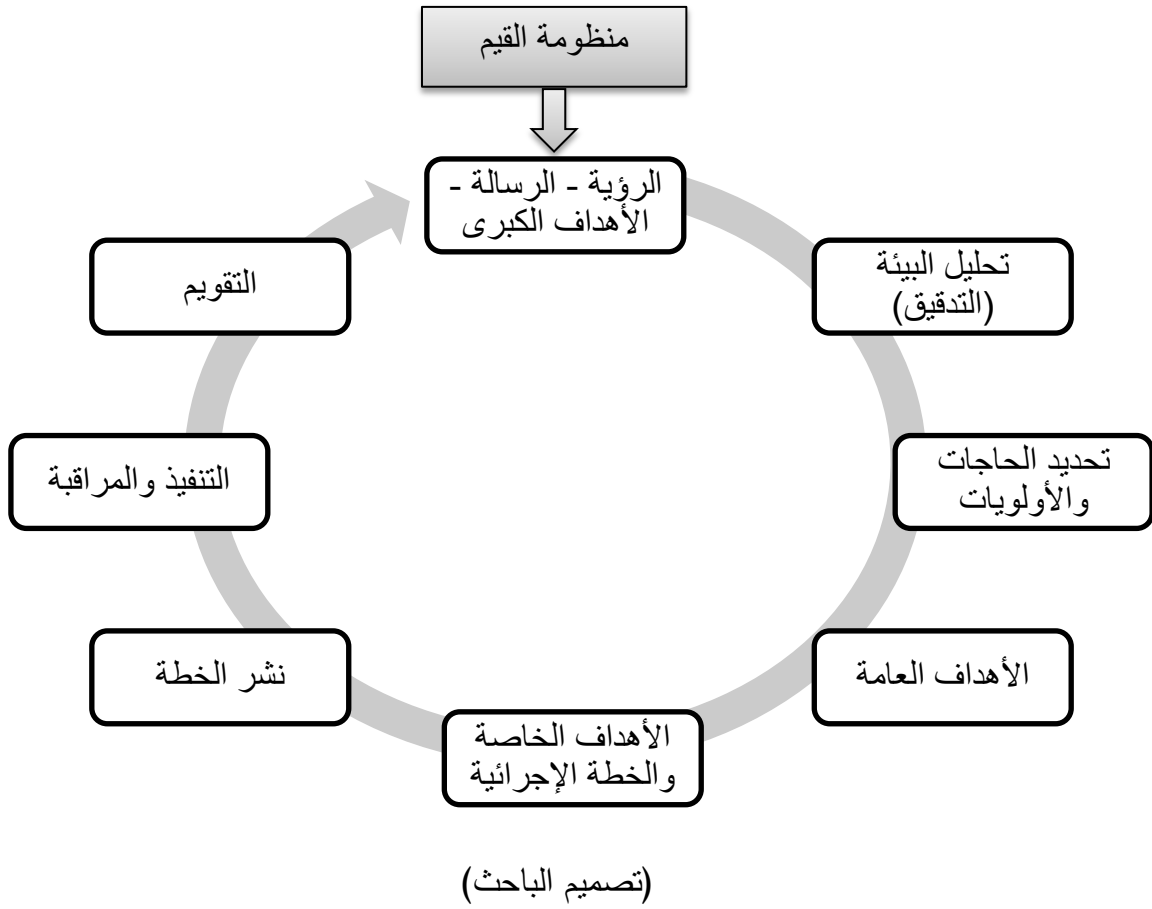 منظومة القيم
الرؤية - الرسالة -
الأهداف الكبرى
تحليل البيئة
(التدقيق)
تحديد الحاجات
والأولويات
الأهداف العامة
الأهداف الخاصة
والخطة الإجرائية
نشر الخطة
التنفيذ والمراقبة
التقويم
(تصميم الباحث)